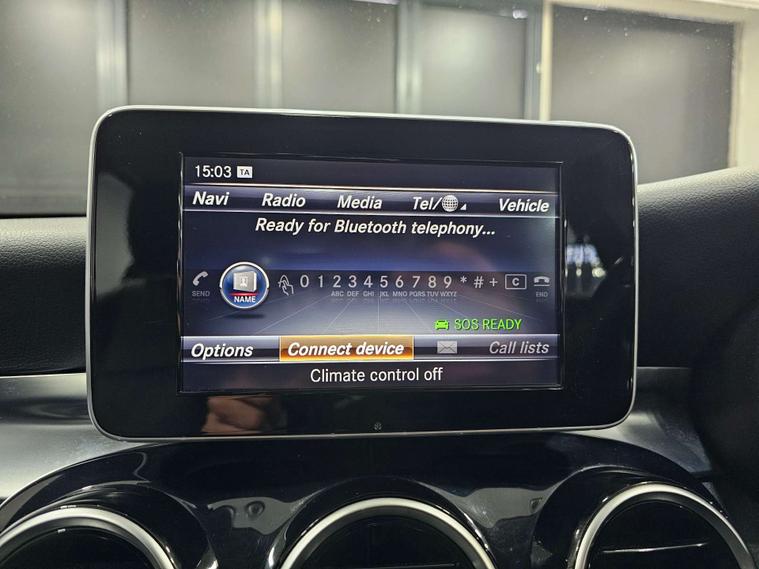 15:03 TA
Navi Radio Media Tel/ Vehicle
Ready for Bluetooth telephony...
0 1 2 3 4 5 6 7 8 9 * # + C
SEND NAME ABC DEF GHI JKL MNO PQRS TUV WXYZ END
SOS READY
Options Connect device Call lists
Climate control off